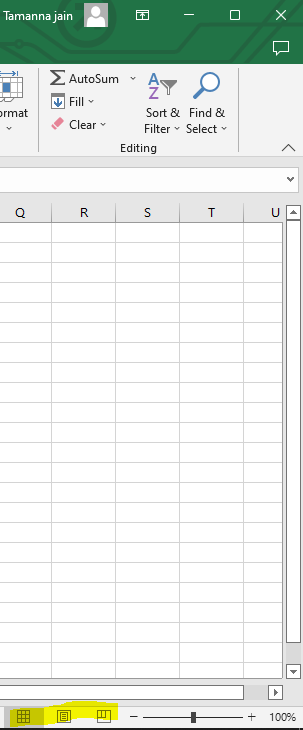 Tamanna jain
ormat
AutoSum
Fill
Clear
Sort &
Filter
Find &
Select
Editing
Q R S T U
100%